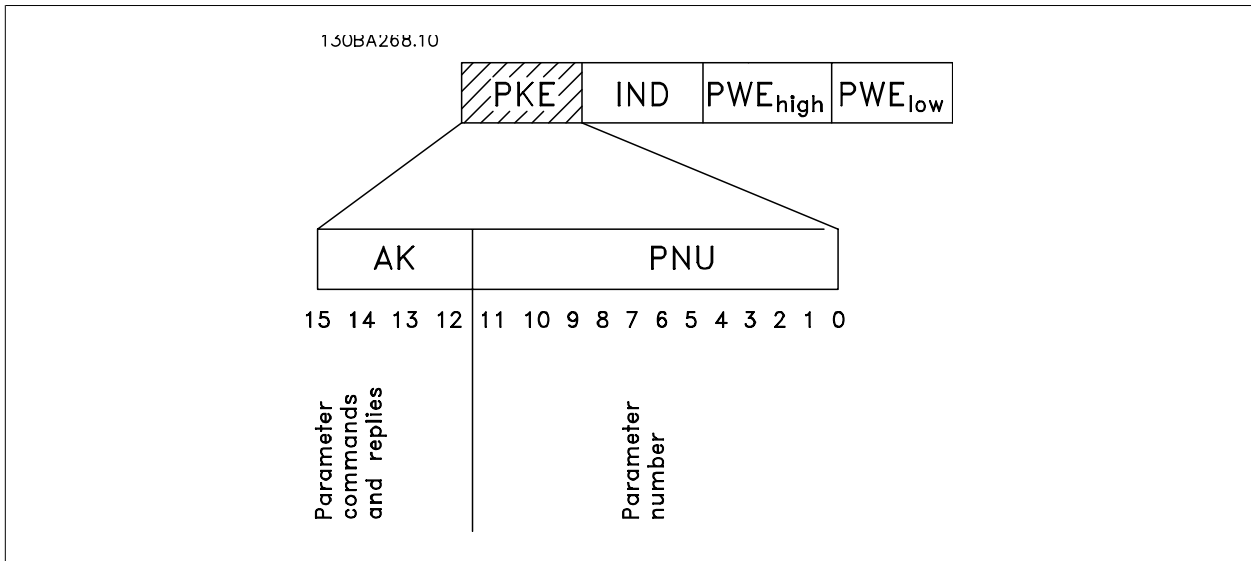 130BA268.10
PKE IND PWEhigh PWElow
AK PNU
15 14 13 12 11 10 9 8 7 6 5 4 3 2 1 0
Parameter
commands
and replies
Parameter
number